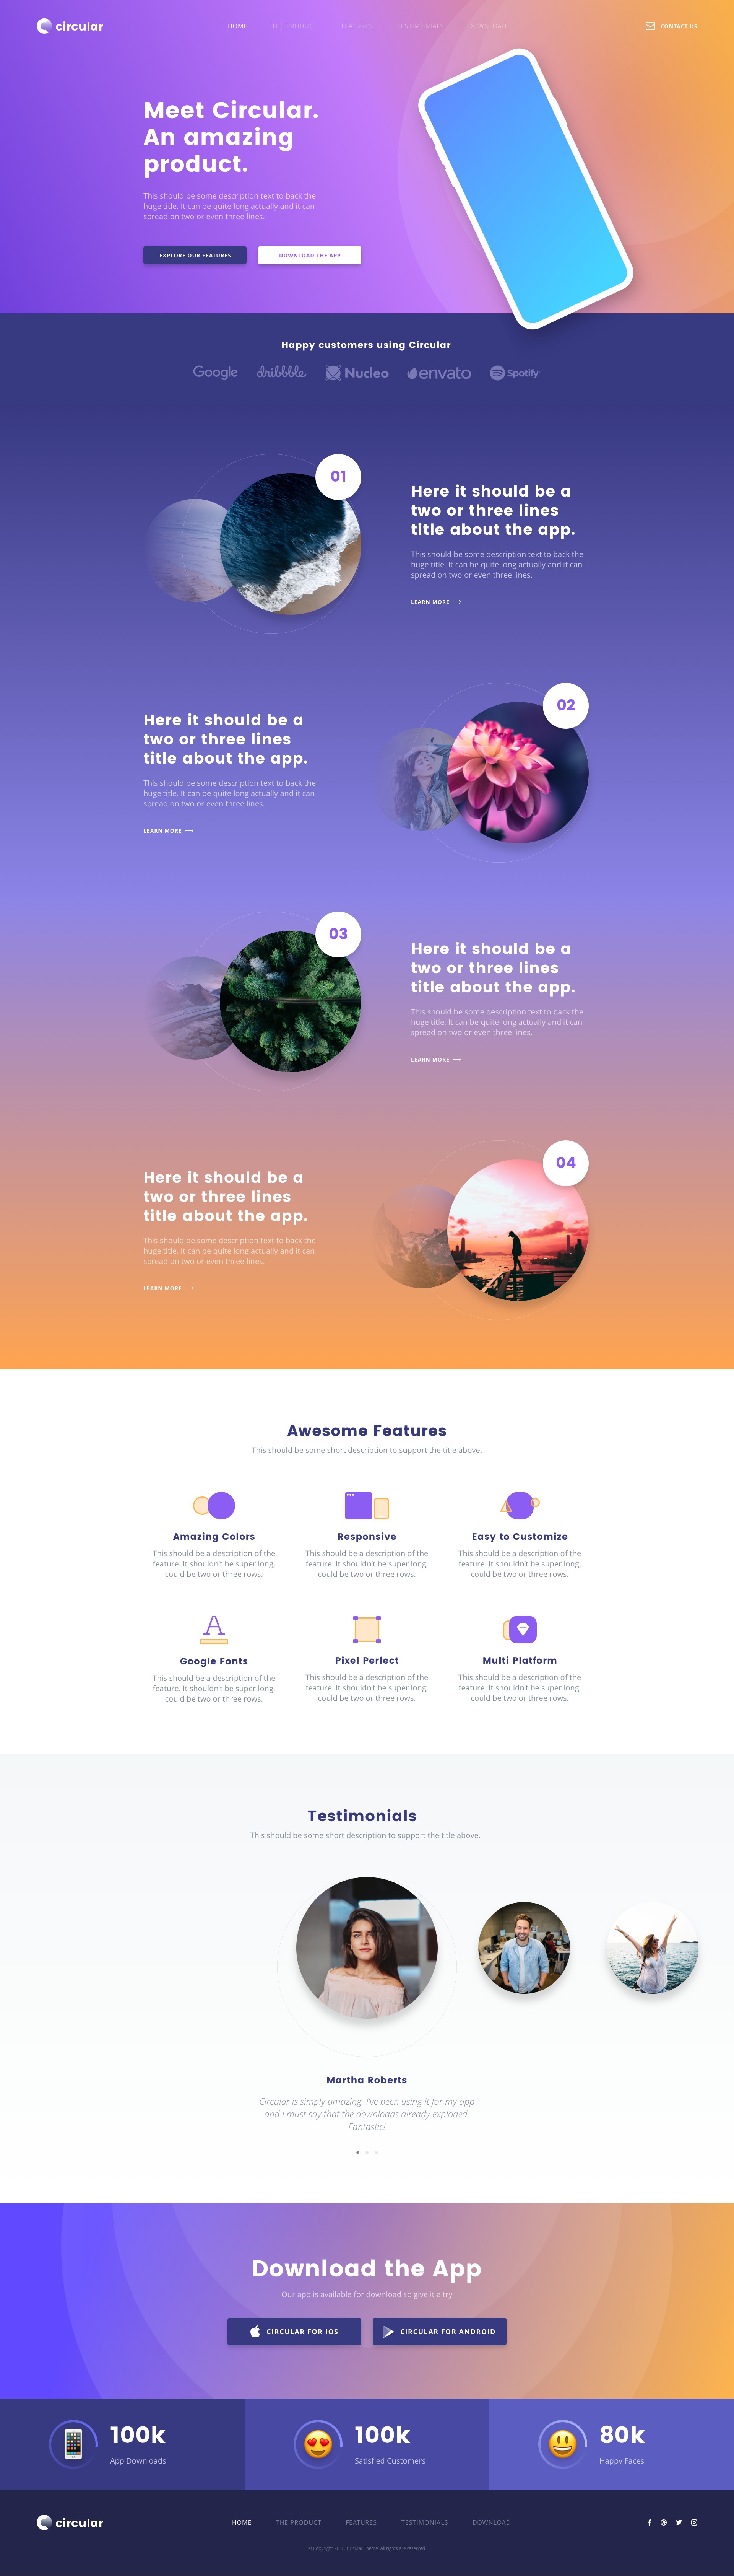 circular
HOME THE PRODUCT FEATURES TESTIMONIALS DOWNLOAD
CONTACT US
Meet Circular.
An amazing
product.
This should be some description text to back the
huge title. It can be quite long actually and it can
spread on two or even three lines.
EXPLORE OUR FEATURES
DOWNLOAD THE APP
Happy customers using Circular
Google dribbble Nucleo envato Spotify
01
Here it should be a
two or three lines
title about the app.
This should be some description text to back the
huge title. It can be quite long actually and it can
spread on two or even three lines.
LEARN MORE
02
Here it should be a
two or three lines
title about the app.
This should be some description text to back the
huge title. It can be quite long actually and it can
spread on two or even three lines.
LEARN MORE
03
Here it should be a
two or three lines
title about the app.
This should be some description text to back the
huge title. It can be quite long actually and it can
spread on two or even three lines.
LEARN MORE
04
Here it should be a
two or three lines
title about the app.
This should be some description text to back the
huge title. It can be quite long actually and it can
spread on two or even three lines.
LEARN MORE
Awesome Features
This should be some short description to support the title above.
Amazing Colors
This should be a description of the
feature. It shouldn't be super long,
could be two or three rows.
Responsive
This should be a description of the
feature. It shouldn't be super long,
could be two or three rows.
Easy to Customize
This should be a description of the
feature. It shouldn't be super long,
could be two or three rows.
A
Google Fonts
This should be a description of the
feature. It shouldn't be super long,
could be two or three rows.
Pixel Perfect
This should be a description of the
feature. It shouldn't be super long,
could be two or three rows.
Multi Platform
This should be a description of the
feature. It shouldn't be super long,
could be two or three rows.
Testimonials
This should be some short description to support the title above.
Martha Roberts
Circular is simply amazing. I've been using it for my app
and I must say that the downloads already exploded.
Fantastic!
Download the App
Our app is available for download so give it a try
CIRCULAR FOR IOS
CIRCULAR FOR ANDROID
100k
App Downloads
100k
Satisfied Customers
80k
Happy Faces
circular
HOME THE PRODUCT FEATURES TESTIMONIALS DOWNLOAD
© Copyright 2018, Circular Theme. All rights are reserved.